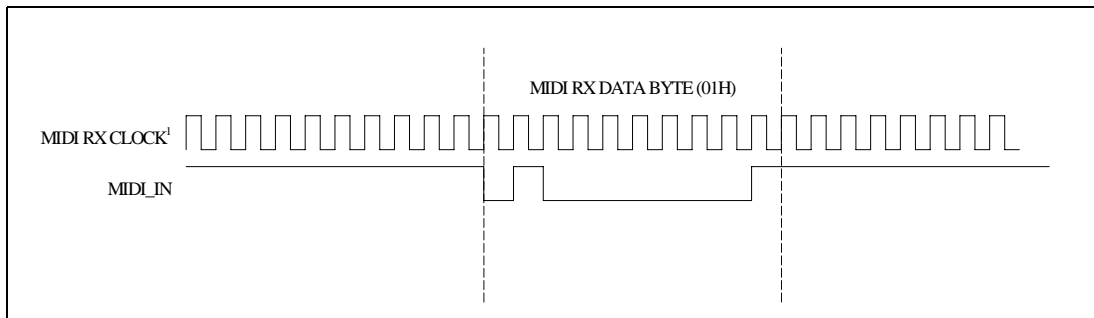 MIDI RX DATA BYTE (01H)
MIDI RX CLOCK¹
MIDI_IN